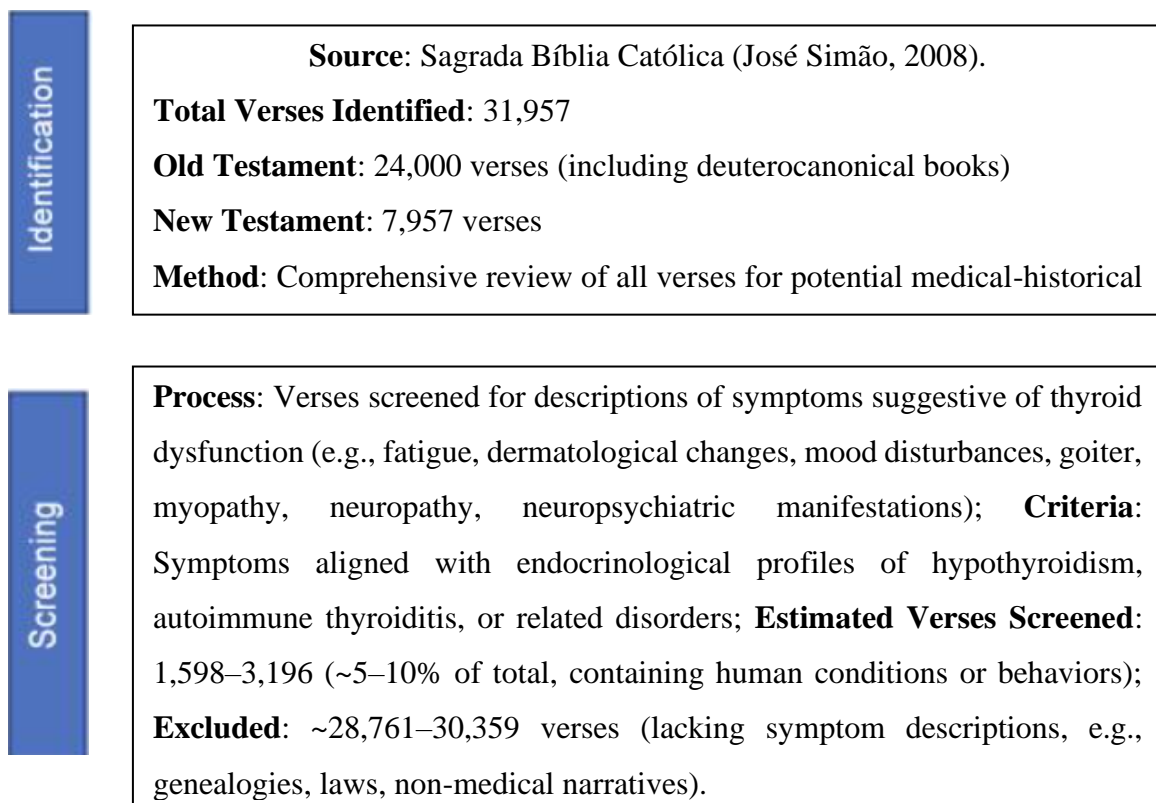 Identification
Source: Sagrada Bíblia Católica (José Simão, 2008).
Total Verses Identified: 31,957
Old Testament: 24,000 verses (including deuterocanonical books)
New Testament: 7,957 verses
Method: Comprehensive review of all verses for potential medical-historical
Screening
Process: Verses screened for descriptions of symptoms suggestive of thyroid
dysfunction (e.g., fatigue, dermatological changes, mood disturbances, goiter,
myopathy, neuropathy, neuropsychiatric manifestations); Criteria:
Symptoms aligned with endocrinological profiles of hypothyroidism,
autoimmune thyroiditis, or related disorders; Estimated Verses Screened:
1,598–3,196 (~5–10% of total, containing human conditions or behaviors);
Excluded: ~28,761–30,359 verses (lacking symptom descriptions, e.g.,
genealogies, laws, non-medical narratives).